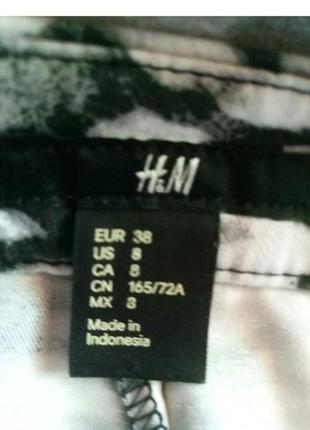 H&M
EUR 38
US 8
CA 8
CN 165/72A
MX 8
Made in
Indonesia